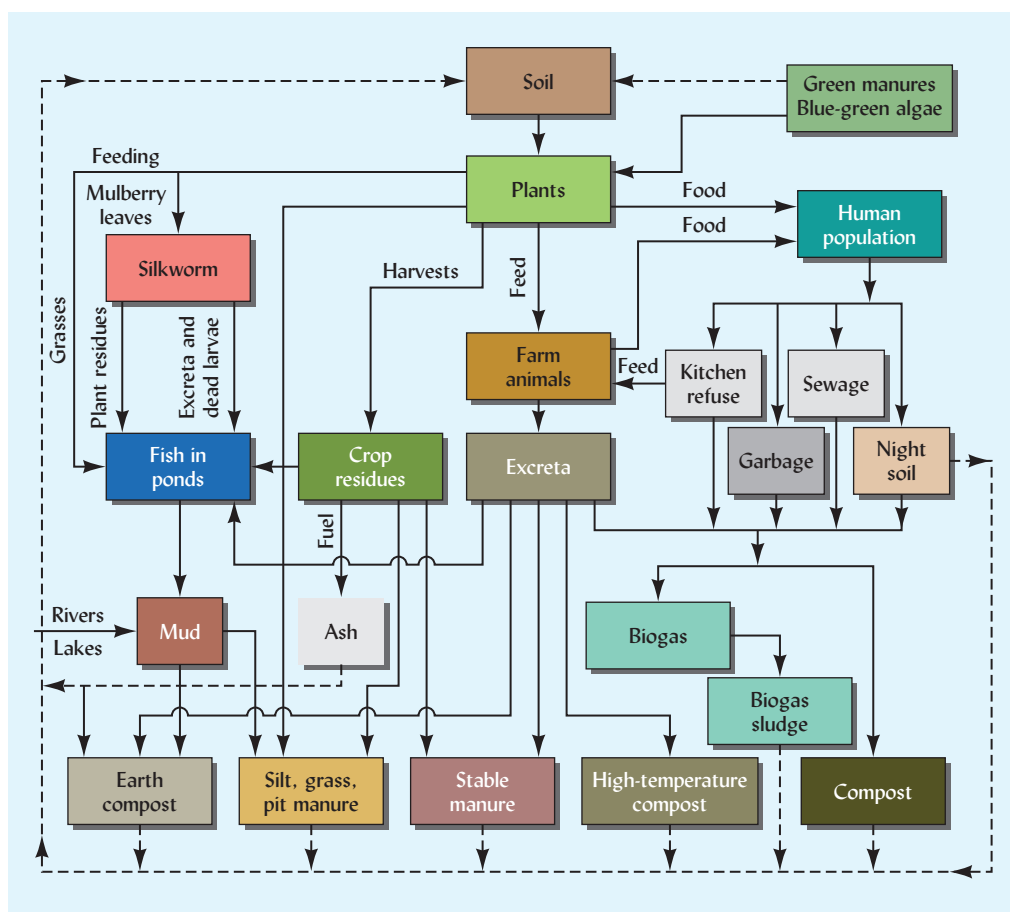 Soil
Green manures
Blue-green algae
Feeding
Plants
Food
Mulberry
leaves
Human
population
Food
Silkworm
Harvests
Feed
Grasses
Plant residues
Excreta and
dead larvae
Farm
animals
Feed
Kitchen
refuse
Sewage
Fish in
ponds
Crop
residues
Excreta
Garbage
Night
soil
Fuel
Rivers
Lakes
Mud
Ash
Biogas
Biogas
sludge
Earth
compost
Silt, grass,
pit manure
Stable
manure
High-temperature
compost
Compost